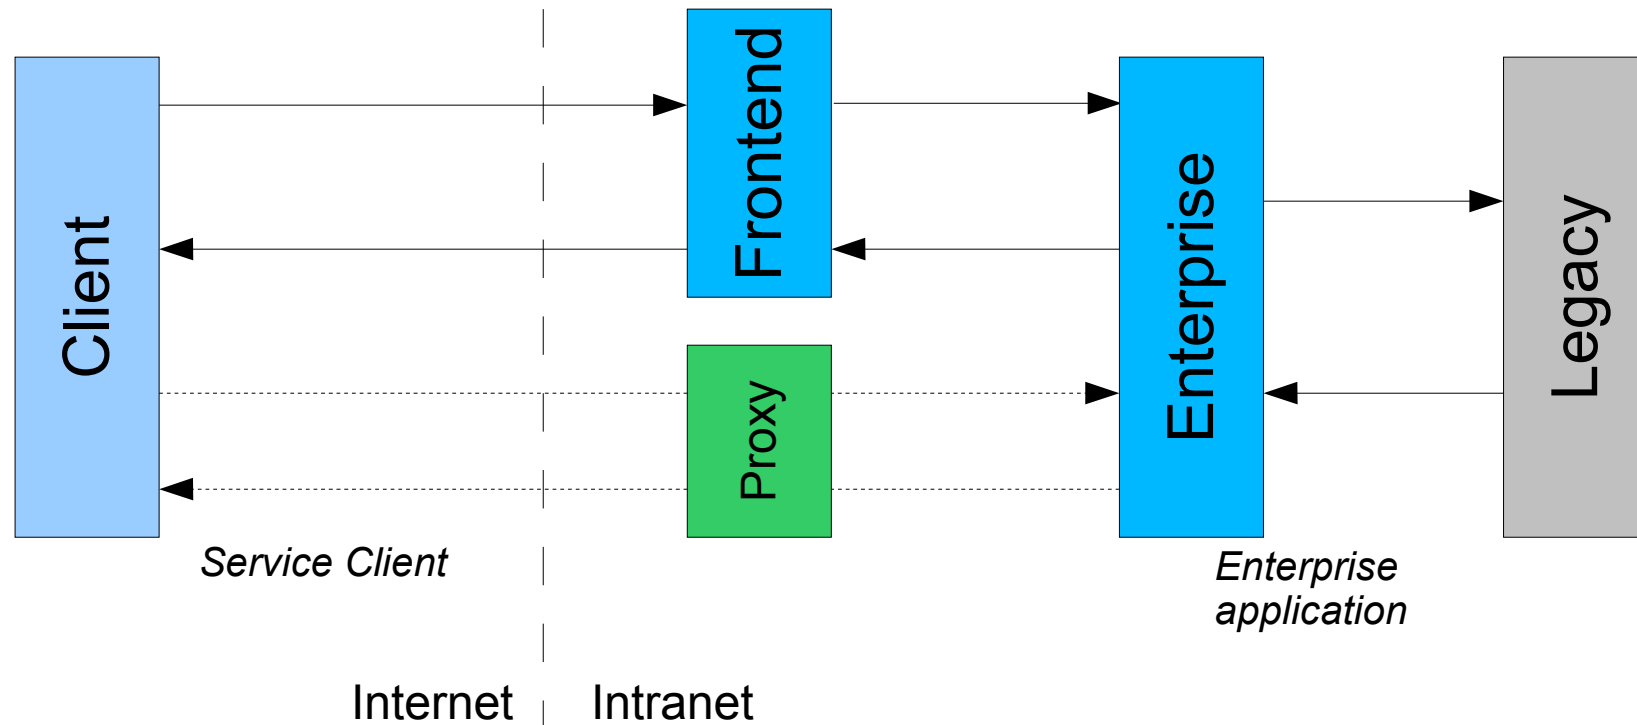 Client
Frontend
Proxy
Enterprise
Legacy
Service Client
Enterprise
application
Internet
Intranet